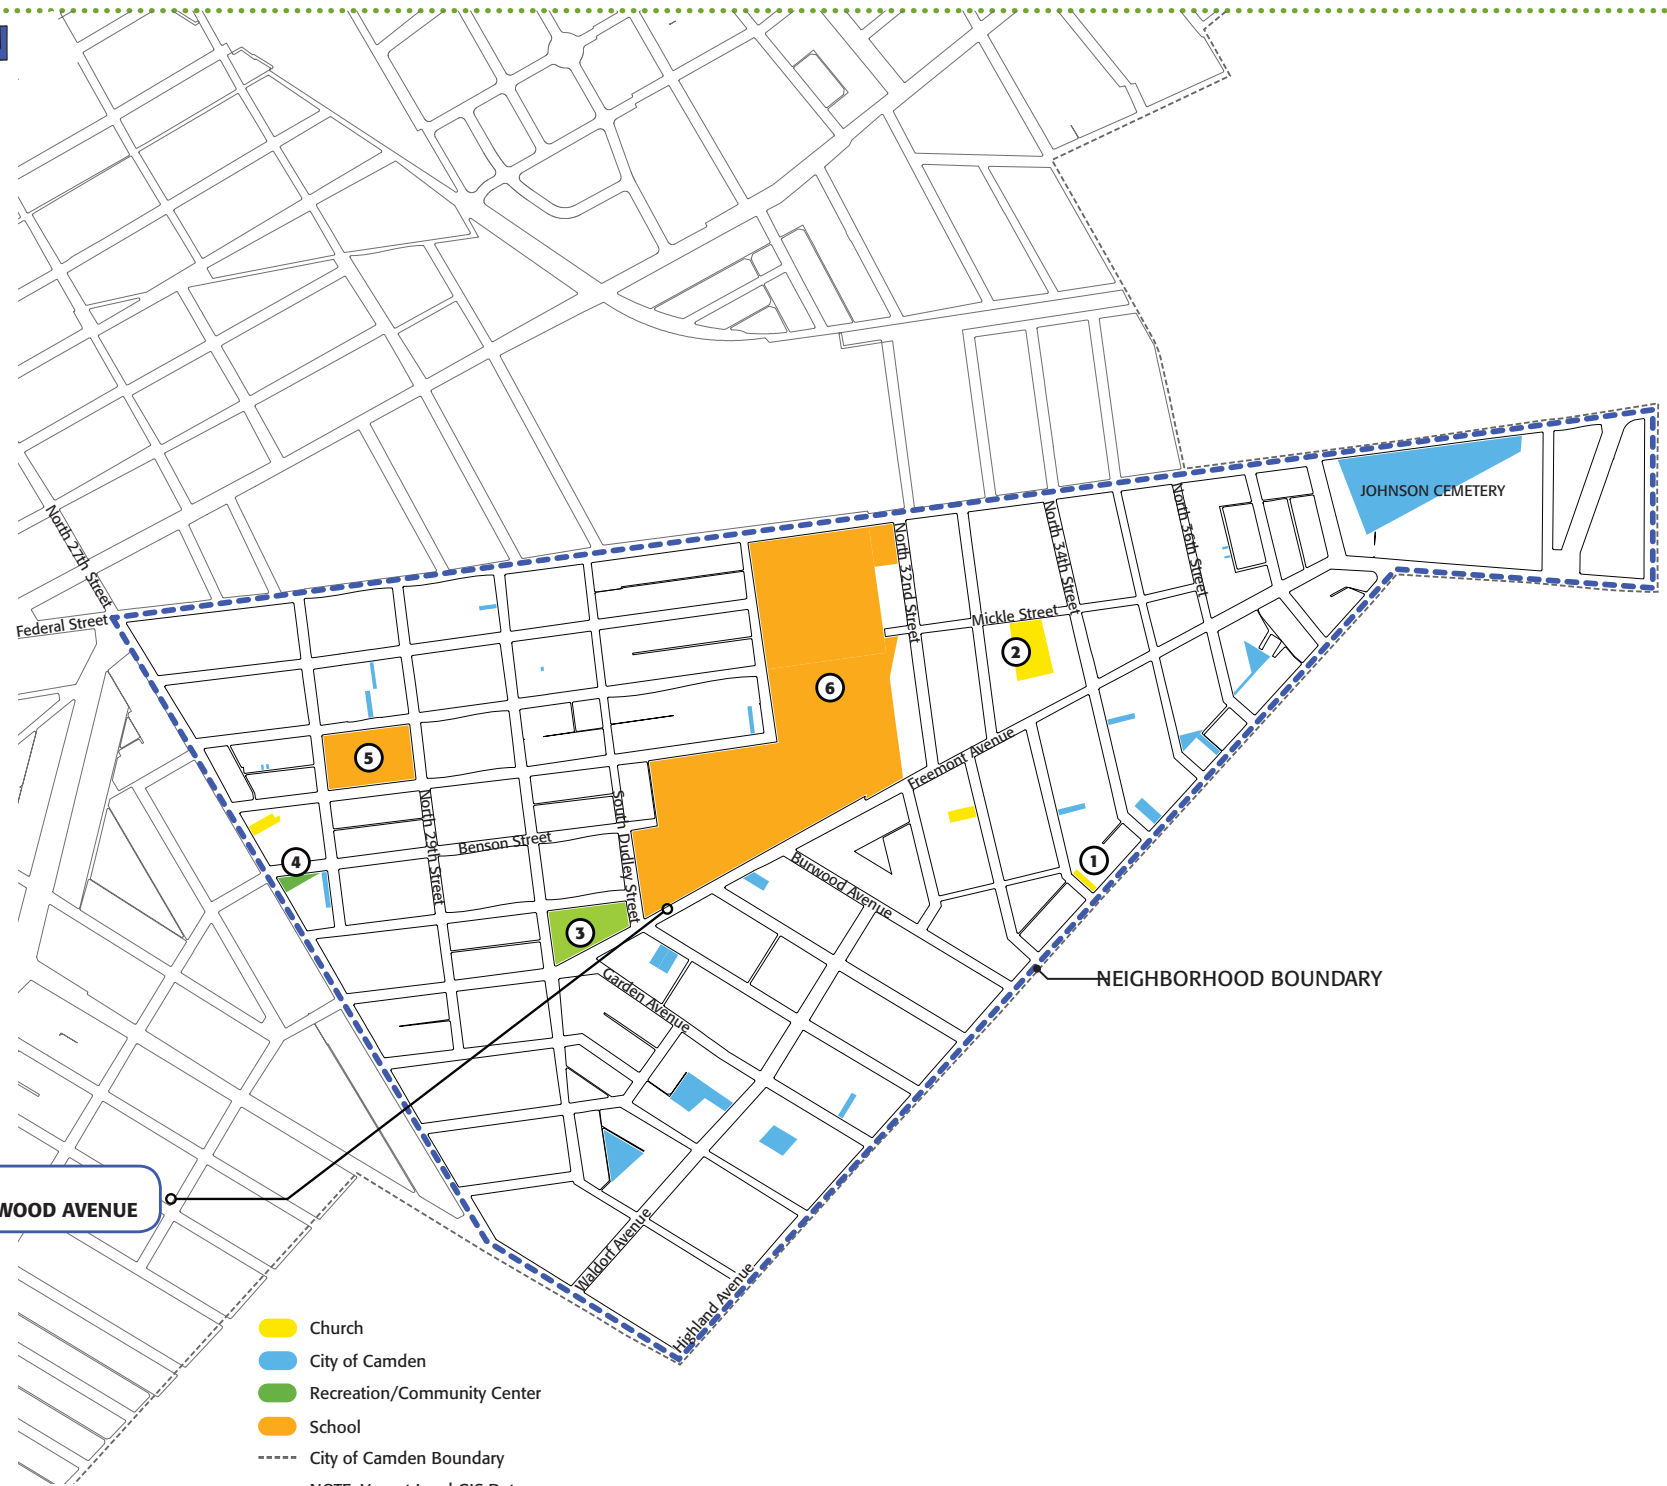 JOHNSON CEMETERY
North 27th Street
Federal Street
North 32nd Street
North 34th Street
North 36th Street
Mickle Street
2
6
5
Freemont Avenue
North 29th Street
South Dudley Street
Benson Street
4
1
Burwood Avenue
3
Garden Avenue
NEIGHBORHOOD BOUNDARY
WOOD AVENUE
Waldorf Avenue
Highland Avenue
Church
City of Camden
Recreation/Community Center
School
City of Camden Boundary